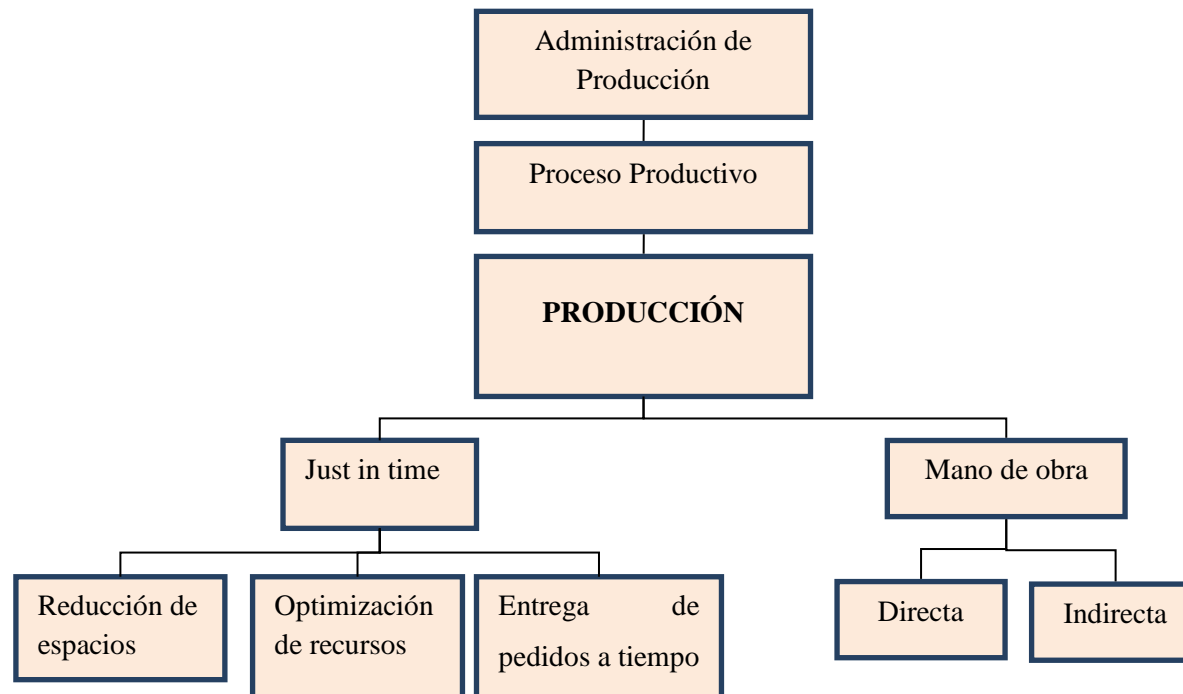 Administración de
Producción
Proceso Productivo
PRODUCCIÓN
Just in time
Mano de obra
Reducción de
espacios
Optimización
de recursos
Entrega de
pedidos a tiempo
Directa
Indirecta